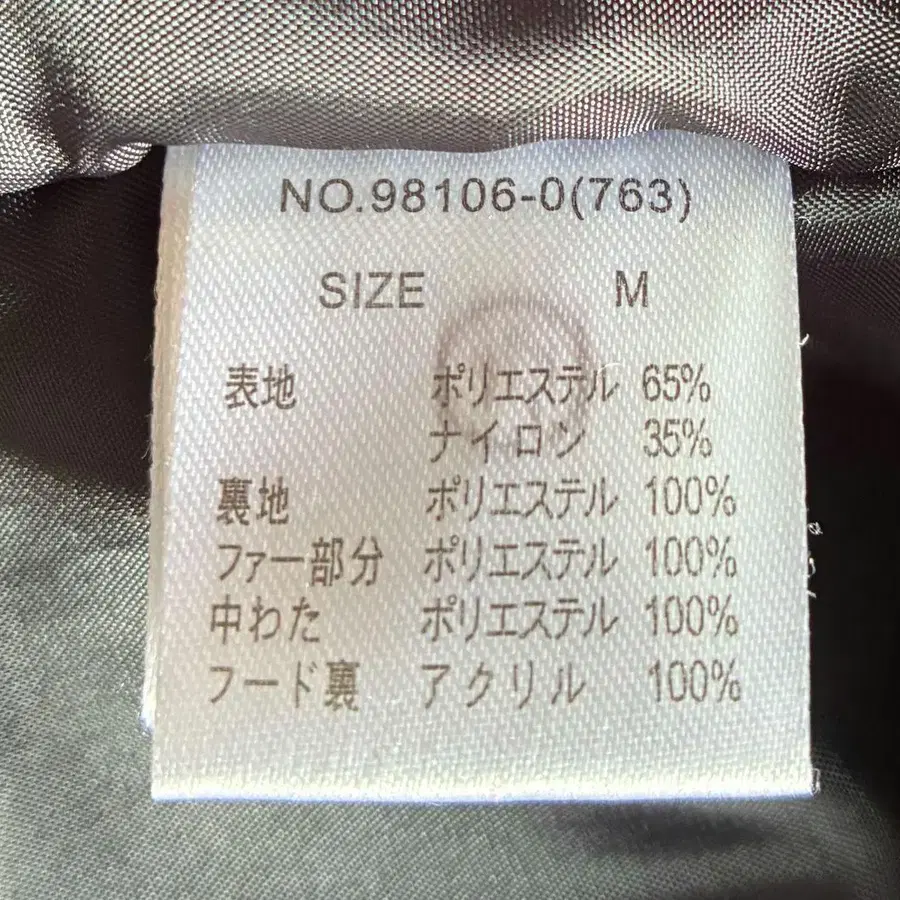 NO.98106-0(763)
SIZE M
表地 ポリエステル 65%
ナイロン 35%
裏地 ポリエステル 100%
ファー部分 ポリエステル 100%
中わた ポリエステル 100%
フード裏 アクリル 100%